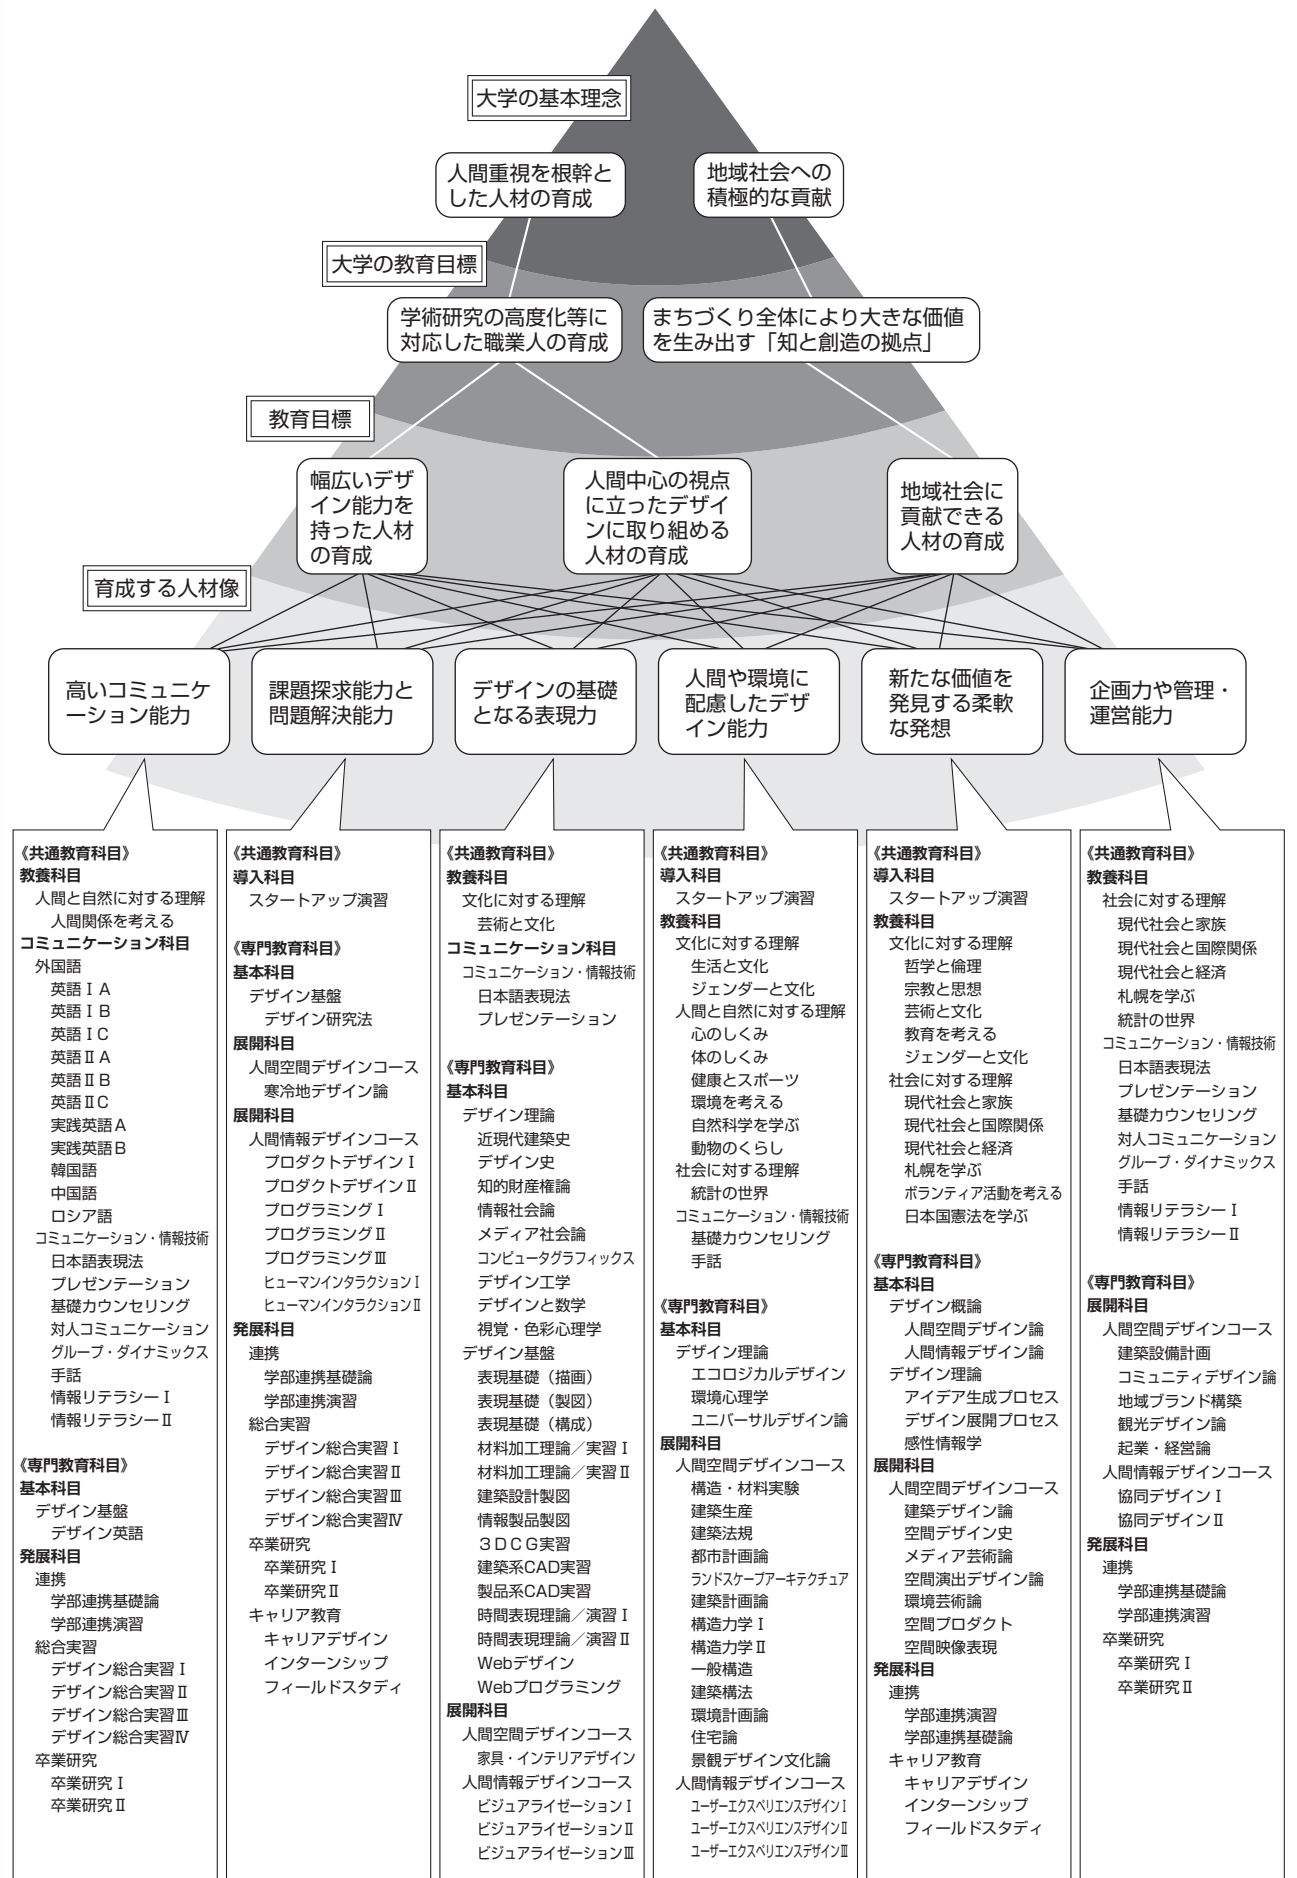 大学の基本理念
人間重視を根幹と
した人材の育成
地域社会への
積極的な貢献
大学の教育目標
学術研究の高度化等に
対応した職業人の育成
まちづくり全体により大きな価値
を生み出す「知と創造の拠点」
教育目標
幅広いデザ
イン能力を
持った人材
の育成
人間中心の視点
に立ったデザイ
ンに取り組める
人材の育成
地域社会に
貢献できる
人材の育成
育成する人材像
高いコミュニケ
ーション能力
課題探求能力と
問題解決能力
デザインの基礎
となる表現力
人間や環境に
配慮したデザ
イン能力
新たな価値を
発見する柔軟
な発想
企画力や管理・
運営能力
《共通教育科目》
教養科目
人間と自然に対する理解
人間関係を考える
コミュニケーション科目
外国語
英語ⅠA
英語ⅠB
英語ⅠC
英語ⅡA
英語ⅡB
英語ⅡC
実践英語A
実践英語B
韓国語
中国語
ロシア語
コミュニケーション・情報技術
日本語表現法
プレゼンテーション
基礎カウンセリング
対人コミュニケーション
グループ・ダイナミックス
手話
情報リテラシーⅠ
情報リテラシーⅡ
《専門教育科目》
基本科目
デザイン基盤
デザイン英語
発展科目
連携
学部連携基礎論
学部連携演習
総合実習
デザイン総合実習Ⅰ
デザイン総合実習Ⅱ
デザイン総合実習Ⅲ
デザイン総合実習Ⅳ
卒業研究
卒業研究Ⅰ
卒業研究Ⅱ
《共通教育科目》
導入科目
スタートアップ演習
《専門教育科目》
基本科目
デザイン基盤
デザイン研究法
展開科目
人間空間デザインコース
寒冷地デザイン論
展開科目
人間情報デザインコース
プロダクトデザインⅠ
プロダクトデザインⅡ
プログラミングⅠ
プログラミングⅡ
プログラミングⅢ
ヒューマンインタラクションⅠ
ヒューマンインタラクションⅡ
発展科目
連携
学部連携基礎論
学部連携演習
総合実習
デザイン総合実習Ⅰ
デザイン総合実習Ⅱ
デザイン総合実習Ⅲ
デザイン総合実習Ⅳ
卒業研究
卒業研究Ⅰ
卒業研究Ⅱ
キャリア教育
キャリアデザイン
インターンシップ
フィールドスタディ
《共通教育科目》
教養科目
文化に対する理解
芸術と文化
コミュニケーション科目
コミュニケーション・情報技術
日本語表現法
プレゼンテーション
《専門教育科目》
基本科目
デザイン理論
近現代建築史
デザイン史
知的財産権論
情報社会論
メディア社会論
コンピュータグラフィックス
デザイン工学
デザインと数学
視覚・色彩心理学
デザイン基盤
表現基礎（描画）
表現基礎（製図）
表現基礎（構成）
材料加工理論／実習Ⅰ
材料加工理論／実習Ⅱ
建築設計製図
情報製品製図
３ＤＣＧ実習
建築系CAD実習
製品系CAD実習
時間表現理論／演習Ⅰ
時間表現理論／演習Ⅱ
Webデザイン
Webプログラミング
展開科目
人間空間デザインコース
家具・インテリアデザイン
人間情報デザインコース
ビジュアライゼーションⅠ
ビジュアライゼーションⅡ
ビジュアライゼーションⅢ
《共通教育科目》
導入科目
スタートアップ演習
教養科目
文化に対する理解
生活と文化
ジェンダーと文化
人間と自然に対する理解
心のしくみ
体のしくみ
健康とスポーツ
環境を考える
自然科学を学ぶ
動物のくらし
社会に対する理解
統計の世界
コミュニケーション・情報技術
基礎カウンセリング
手話
《専門教育科目》
基本科目
デザイン理論
エコロジカルデザイン
環境心理学
ユニバーサルデザイン論
展開科目
人間空間デザインコース
構造・材料実験
建築生産
建築法規
都市計画論
ランドスケープアーキテクチュア
建築計画論
構造力学Ⅰ
構造力学Ⅱ
一般構造
建築構法
環境計画論
住宅論
景観デザイン文化論
人間情報デザインコース
ユーザーエクスペリエンスデザインⅠ
ユーザーエクスペリエンスデザインⅡ
ユーザーエクスペリエンスデザインⅢ
《共通教育科目》
導入科目
スタートアップ演習
教養科目
文化に対する理解
哲学と倫理
宗教と思想
芸術と文化
教育を考える
ジェンダーと文化
社会に対する理解
現代社会と家族
現代社会と国際関係
現代社会と経済
札幌を学ぶ
ボランティア活動を考える
日本国憲法を学ぶ
《専門教育科目》
基本科目
デザイン概論
人間空間デザイン論
人間情報デザイン論
デザイン理論
アイデア生成プロセス
デザイン展開プロセス
感性情報学
展開科目
人間空間デザインコース
建築デザイン論
空間デザイン史
メディア芸術論
空間演出デザイン論
環境芸術論
空間プロダクト
空間映像表現
発展科目
連携
学部連携演習
学部連携基礎論
キャリア教育
キャリアデザイン
インターンシップ
フィールドスタディ
《共通教育科目》
教養科目
社会に対する理解
現代社会と家族
現代社会と国際関係
現代社会と経済
札幌を学ぶ
統計の世界
コミュニケーション・情報技術
日本語表現法
プレゼンテーション
基礎カウンセリング
対人コミュニケーション
グループ・ダイナミックス
手話
情報リテラシーⅠ
情報リテラシーⅡ
《専門教育科目》
展開科目
人間空間デザインコース
建築設備計画
コミュニティデザイン論
地域ブランド構築
観光デザイン論
起業・経営論
人間情報デザインコース
協同デザインⅠ
協同デザインⅡ
発展科目
連携
学部連携基礎論
学部連携演習
卒業研究
卒業研究Ⅰ
卒業研究Ⅱ